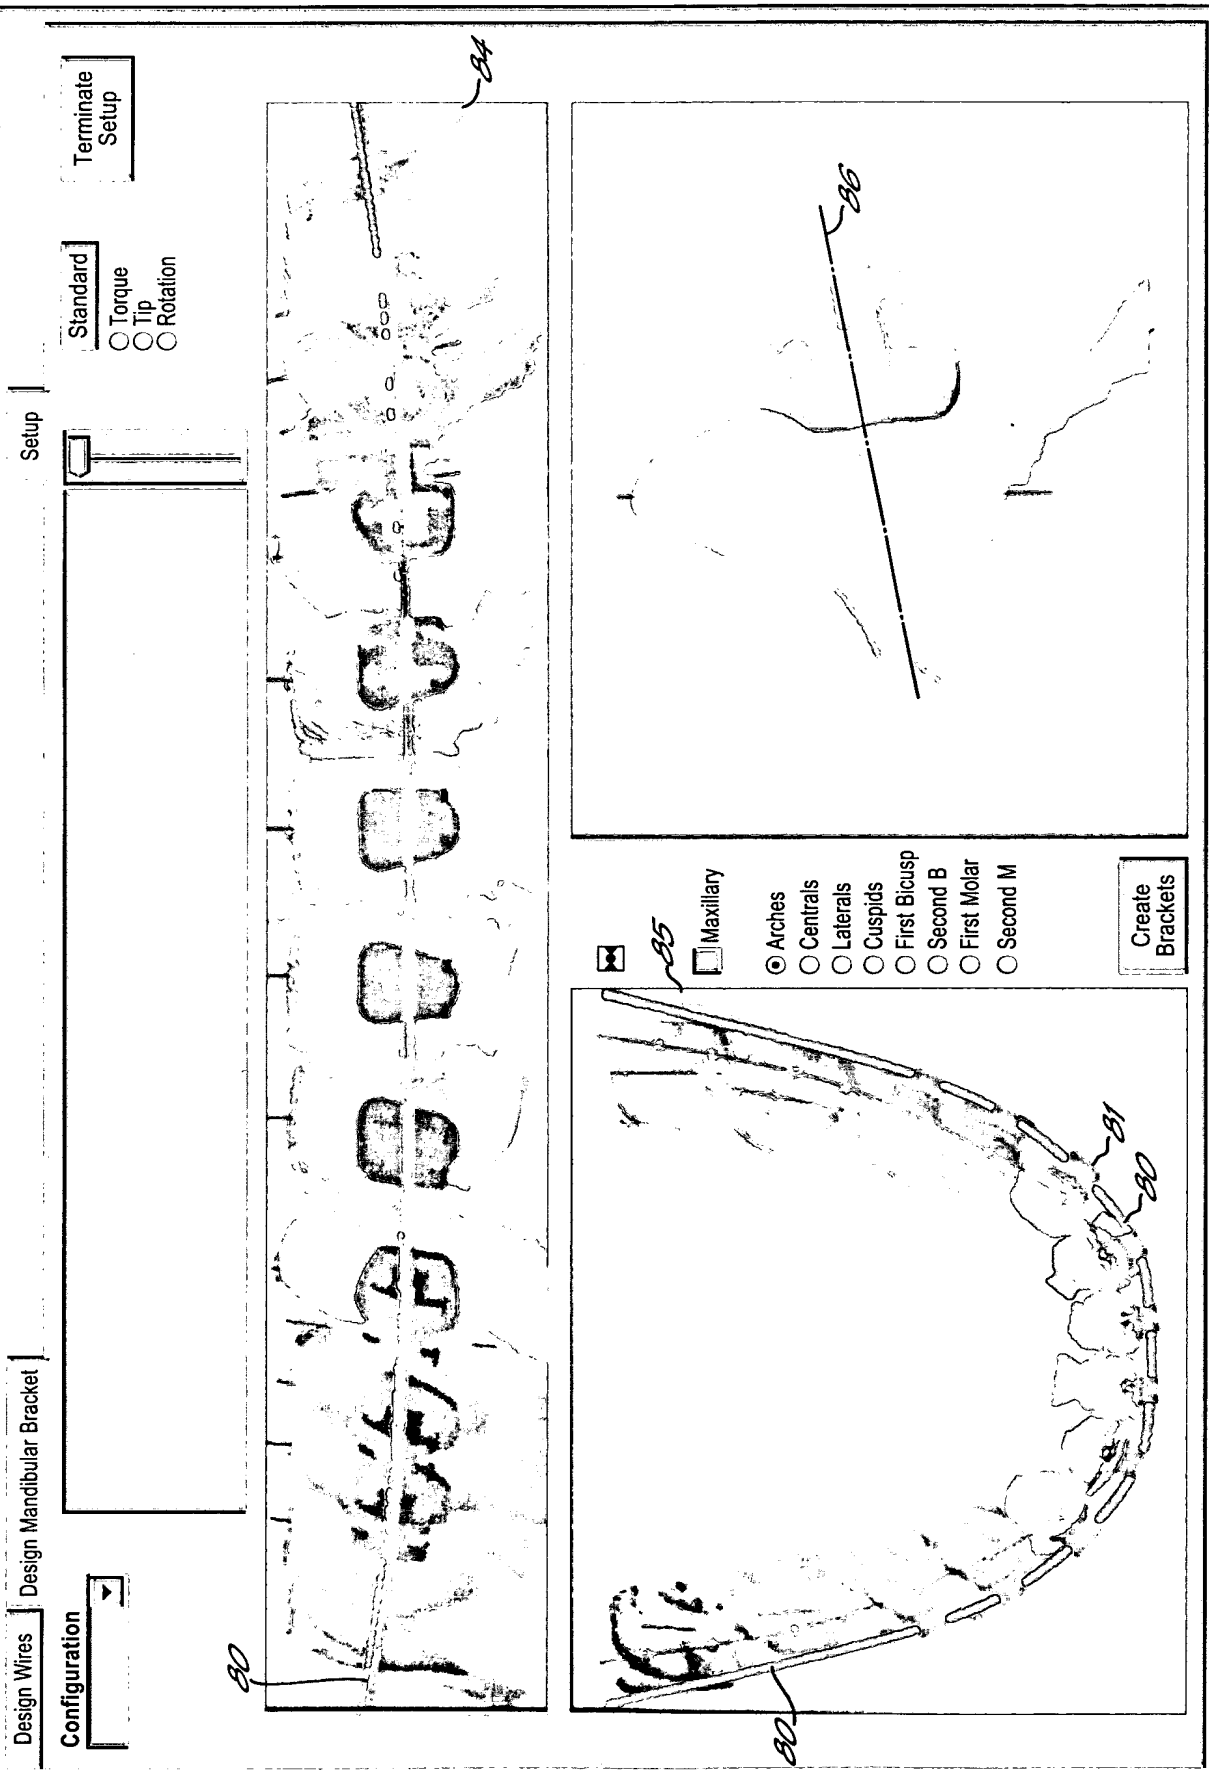 Design Wires
Design Mandibular Bracket
Setup
Configuration
Standard
Torque
Tip
Rotation
Terminate
Setup
80
84
85
Maxillary
Arches
Centrals
Laterals
Cuspids
First Bicusp
Second B
First Molar
Second M
Create
Brackets
80
81
80
86